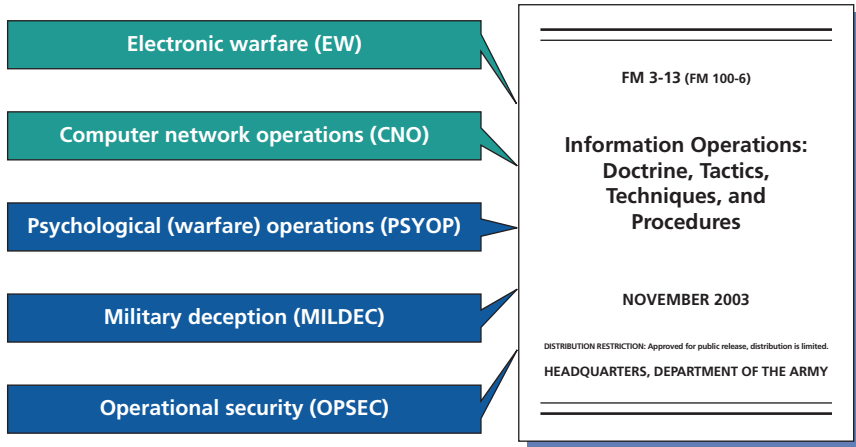 Electronic warfare (EW)
Computer network operations (CNO)
Psychological (warfare) operations (PSYOP)
Military deception (MILDEC)
Operational security (OPSEC)
FM 3-13 (FM 100-6)
Information Operations:
Doctrine, Tactics,
Techniques, and
Procedures
NOVEMBER 2003
DISTRIBUTION RESTRICTION: Approved for public release, distribution is limited.
HEADQUARTERS, DEPARTMENT OF THE ARMY